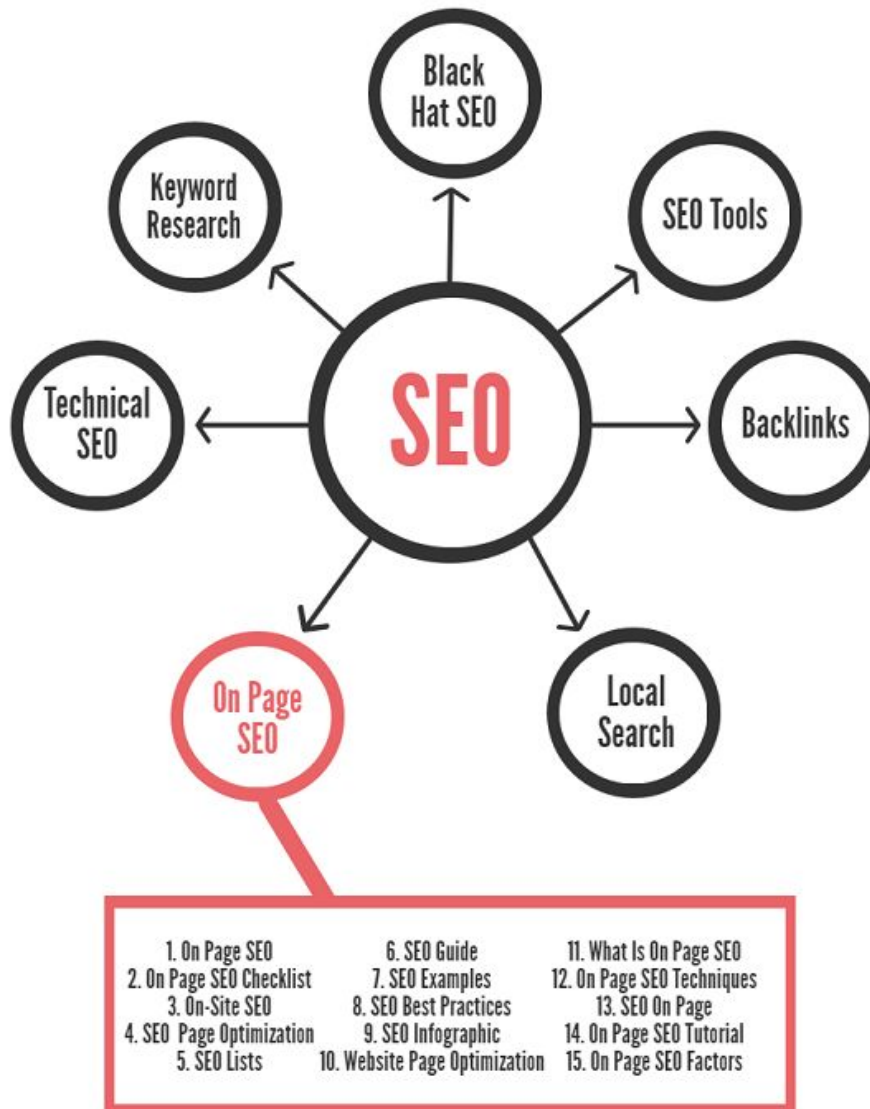 Black
Hat SEO
Keyword
Research
SEO Tools
Technical
SEO
SEO
Backlinks
On Page
SEO
Local
Search
1. On Page SEO
2. On Page SEO Checklist
3. On-Site SEO
4. SEO Page Optimization
5. SEO Lists
6. SEO Guide
7. SEO Examples
8. SEO Best Practices
9. SEO Infographic
10. Website Page Optimization
11. What Is On Page SEO
12. On Page SEO Techniques
13. SEO On Page
14. On Page SEO Tutorial
15. On Page SEO Factors